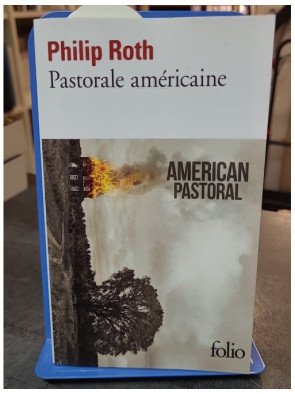 Philip Roth
Pastorale américaine
AMERICAN
PASTORAL
folio